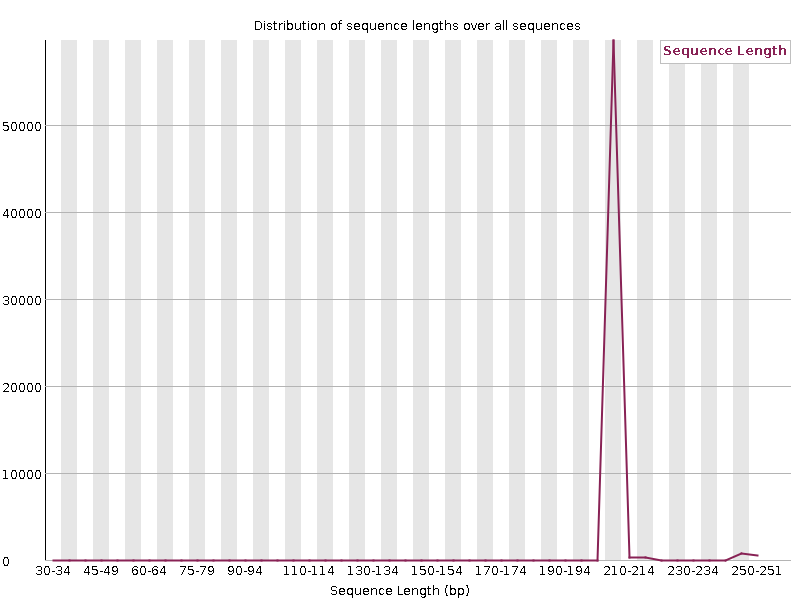 Distribution of sequence lengths over all sequences
Sequence Length
50000
40000
30000
20000
10000
0
30-34 45-49 60-64 75-79 90-94 110-114 130-134 150-154 170-174 190-194 210-214 230-234 250-251
Sequence Length (bp)